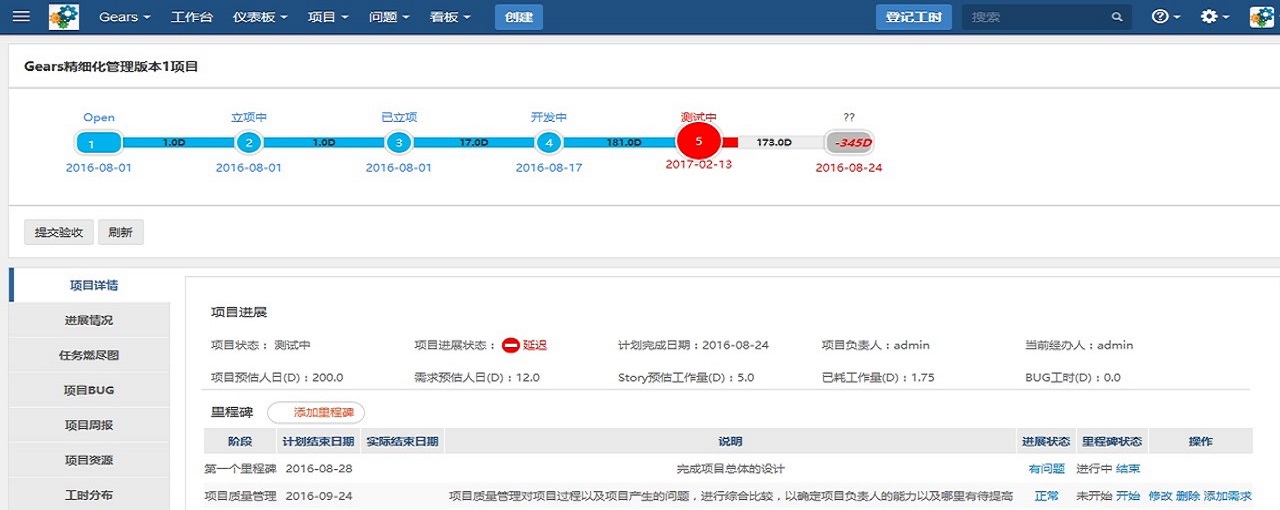 Gears 工作台 仪表板 项目 问题 看板 创建 登记工时 搜索
Gears精细化管理版本1项目
Open 立项中 已立项 开发中 测试中 ??
1 1.0D 2 1.0D 3 17.0D 4 181.0D 5 173.0D -345D
2016-08-01 2016-08-01 2016-08-01 2016-08-17 2017-02-13 2016-08-24
提交验收 刷新
项目详情
进展情况
任务燃尽图
项目BUG
项目周报
项目资源
工时分布
项目进展
项目状态： 测试中 项目进展状态： 延迟 计划完成日期：2016-08-24 项目负责人：admin 当前经办人：admin
项目预估人日(D)：200.0 需求预估人日(D)：12.0 Story预估工作量(D)：5.0 已耗工作量(D)：1.75 BUG工时(D)：0.0
里程碑 添加里程碑
阶段 计划结束日期 实际结束日期 说明 进展状态 里程碑状态 操作
第一个里程碑 2016-08-28 完成项目总体的设计 有问题 进行中 结束
项目质量管理 2016-09-24 项目质量管理对项目过程以及项目产生的问题，进行综合比较，以确定项目负责人的能力以及哪里有待提高 正常 未开始 开始 修改 删除 添加需求